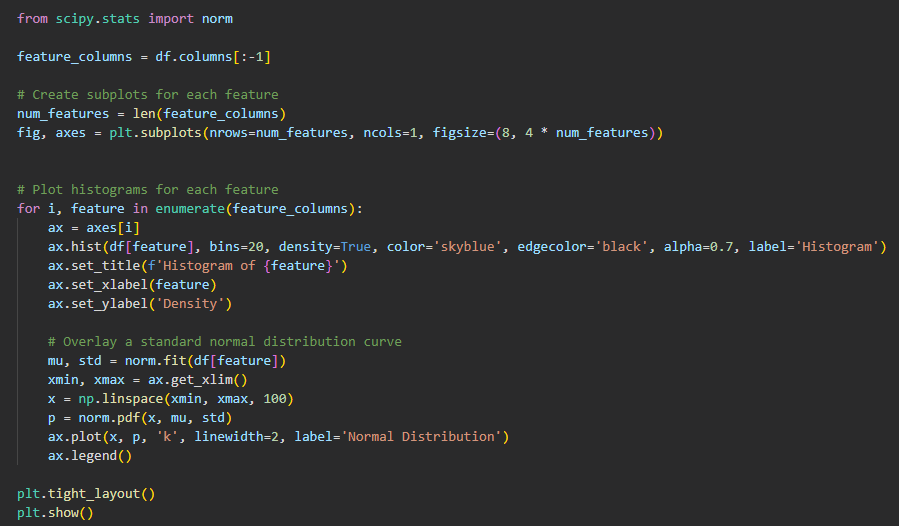 from scipy.stats import norm
feature_columns = df.columns[:-1]
# Create subplots for each feature
num_features = len(feature_columns)
fig, axes = plt.subplots(nrows=num_features, ncols=1, figsize=(8, 4 * num_features))
# Plot histograms for each feature
for i, feature in enumerate(feature_columns):
    ax = axes[i]
    ax.hist(df[feature], bins=20, density=True, color='skyblue', edgecolor='black', alpha=0.7, label='Histogram')
    ax.set_title(f'Histogram of {feature}')
    ax.set_xlabel(feature)
    ax.set_ylabel('Density')
    # Overlay a standard normal distribution curve
    mu, std = norm.fit(df[feature])
    xmin, xmax = ax.get_xlim()
    x = np.linspace(xmin, xmax, 100)
    p = norm.pdf(x, mu, std)
    ax.plot(x, p, 'k', linewidth=2, label='Normal Distribution')
    ax.legend()
plt.tight_layout()
plt.show()